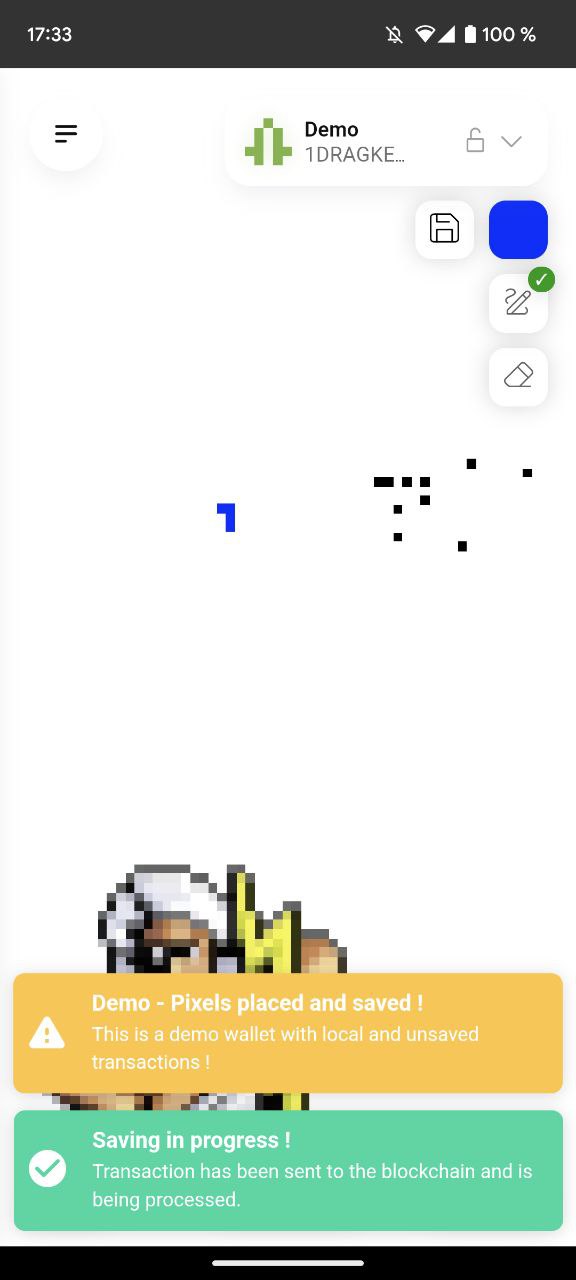 17:33
100 %
Demo
1DRAGKE...
Demo - Pixels placed and saved !
This is a demo wallet with local and unsaved
transactions !
Saving in progress !
Transaction has been sent to the blockchain and is
being processed.